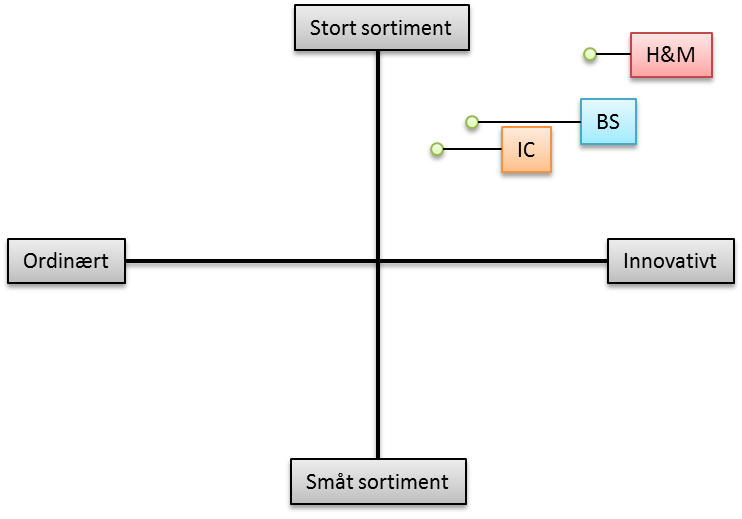 Stort sortiment
H&M
BS
IC
Ordinært
Innovativt
Småt sortiment